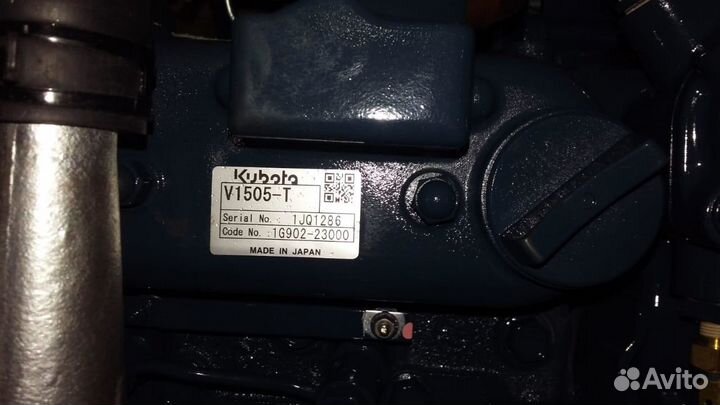 Kubota
V1505-T
Serial No. : 1JQ1286
Code No. : 1G902-23000
MADE IN JAPAN
Avito